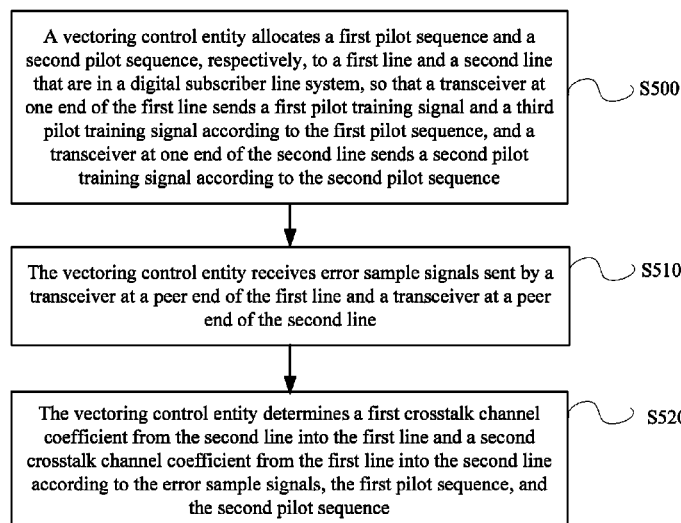 A vectoring control entity allocates a first pilot sequence and a
second pilot sequence, respectively, to a first line and a second line
that are in a digital subscriber line system, so that a transceiver at
one end of the first line sends a first pilot training signal and a third
pilot training signal according to the first pilot sequence, and a
transceiver at one end of the second line sends a second pilot
training signal according to the second pilot sequence
S500
The vectoring control entity receives error sample signals sent by a
transceiver at a peer end of the first line and a transceiver at a peer
end of the second line
S510
The vectoring control entity determines a first crosstalk channel
coefficient from the second line into the first line and a second
crosstalk channel coefficient from the first line into the second line
according to the error sample signals, the first pilot sequence, and
the second pilot sequence
S520